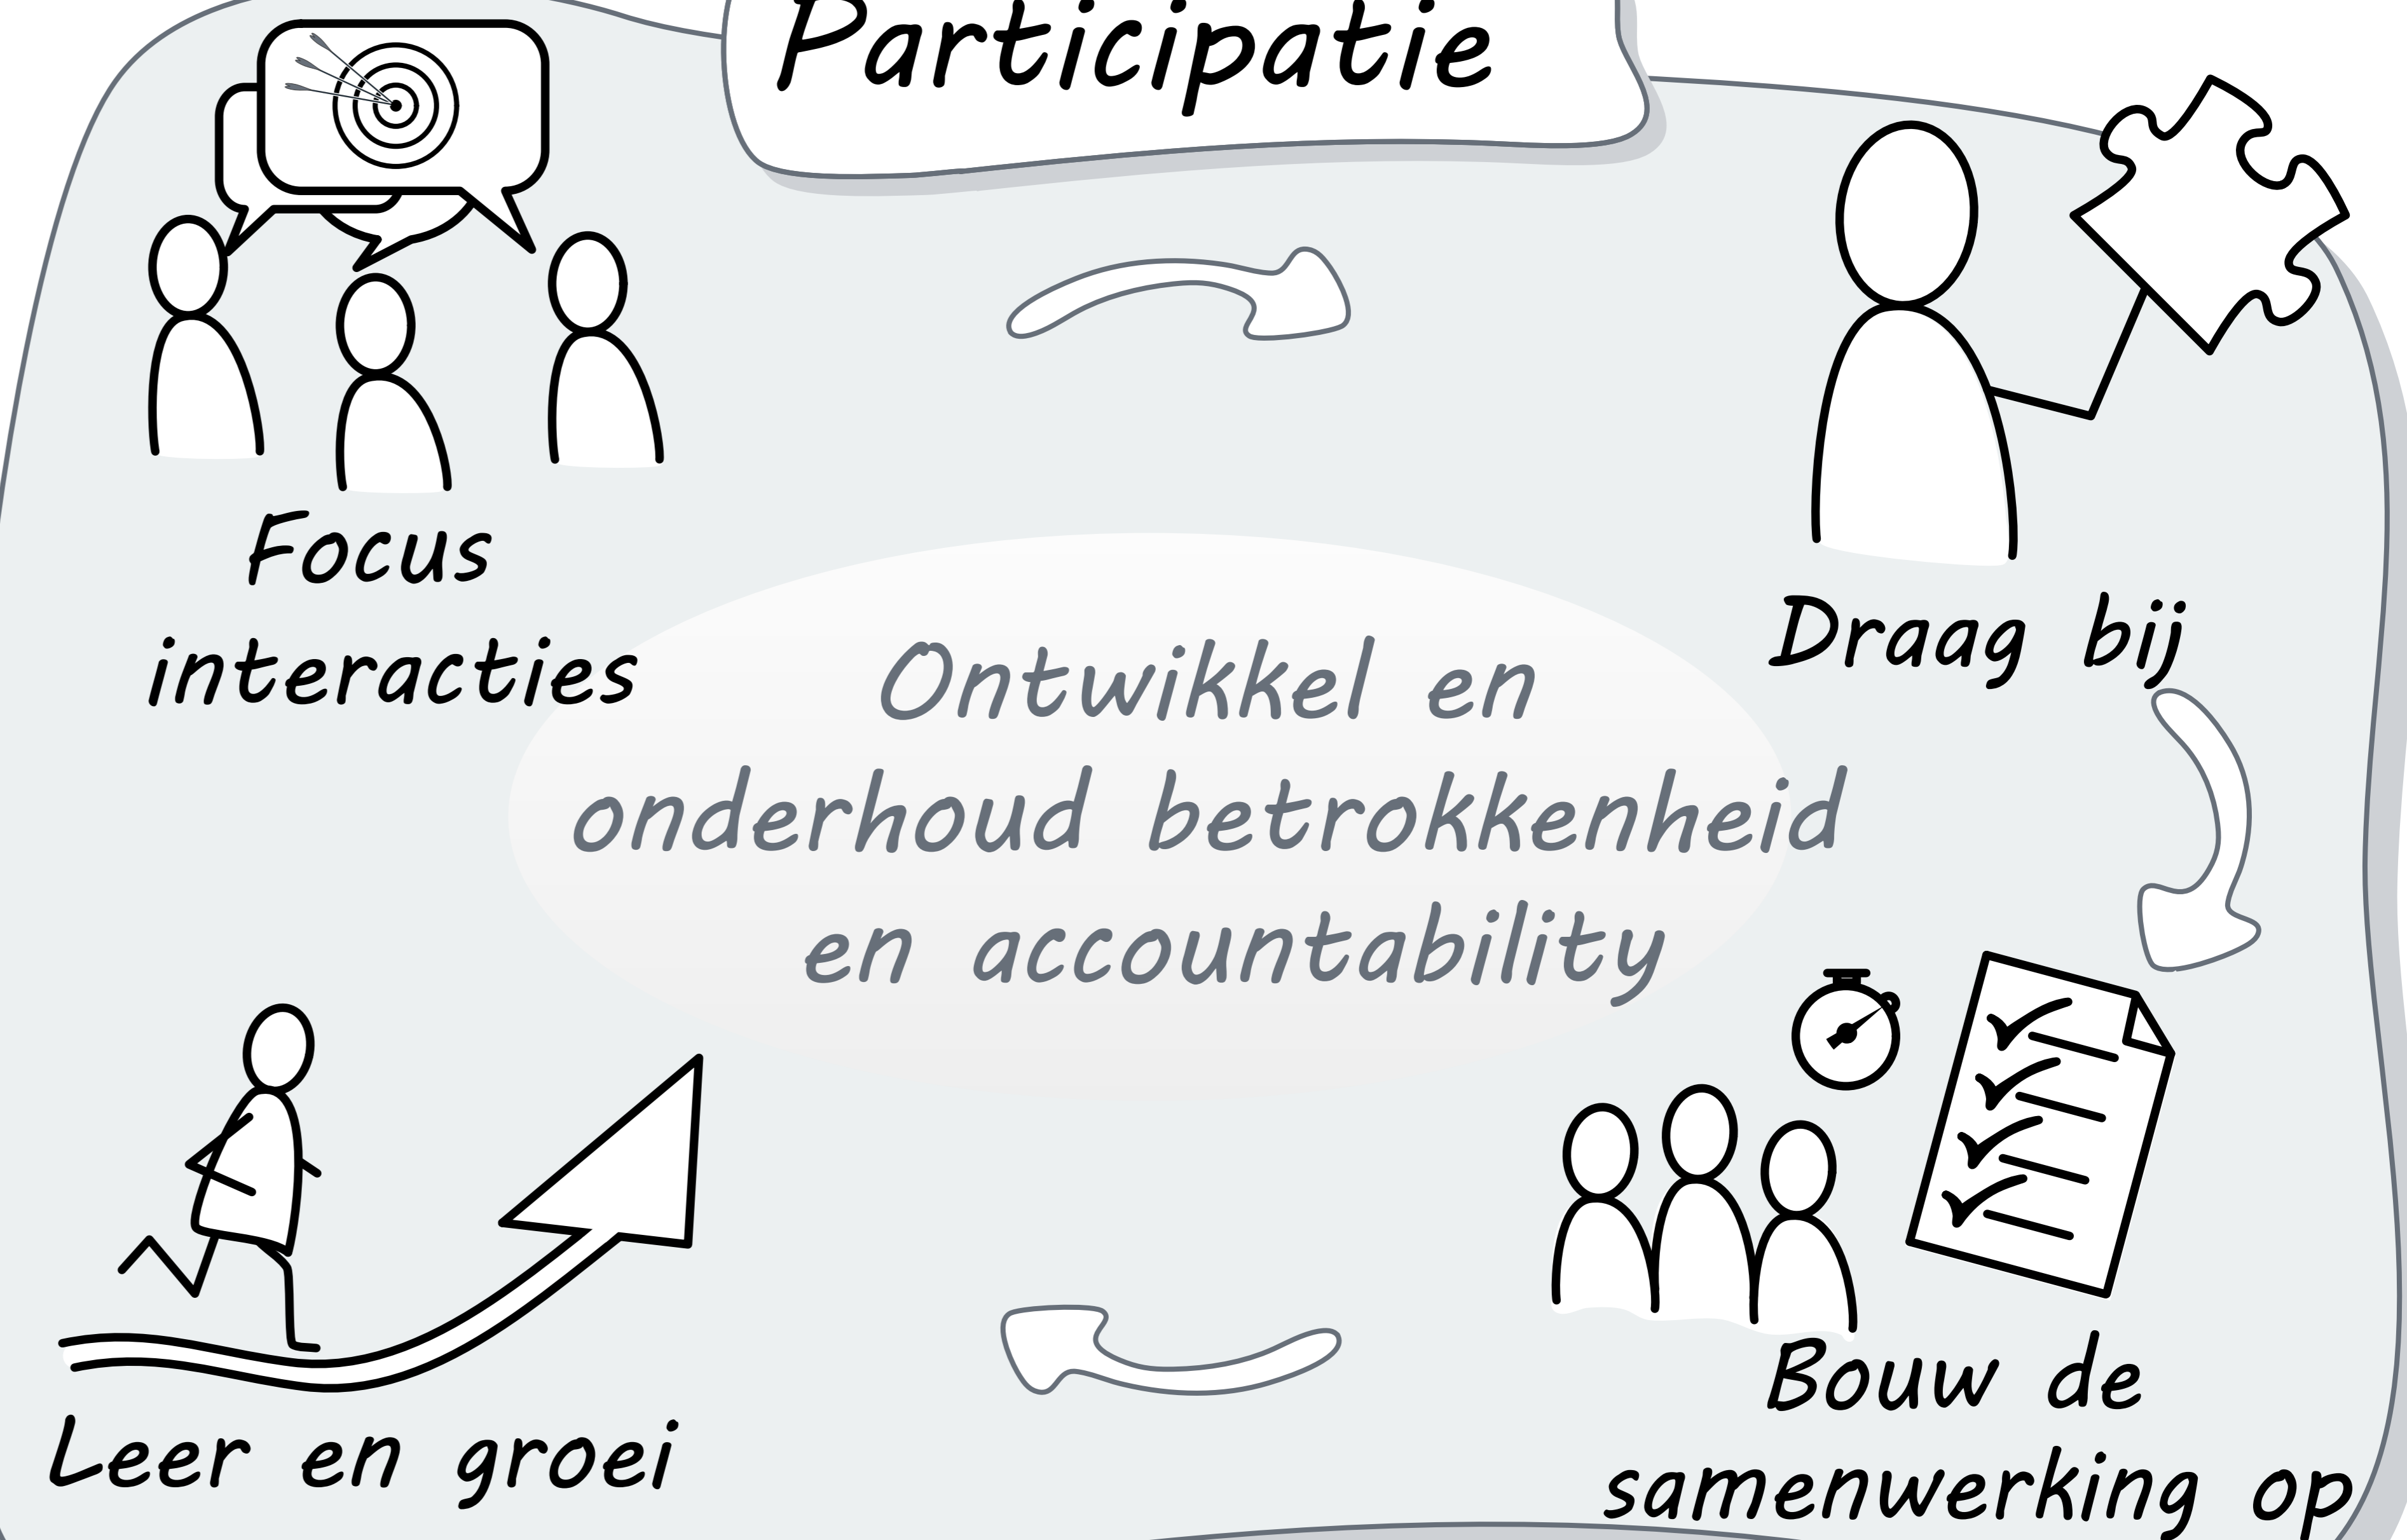 Participatie
Focus
interacties
Draag bij
Ontwikkel en
onderhoud betrokkenheid
en accountability
Bouw de
samenwerking op
Leer en groei